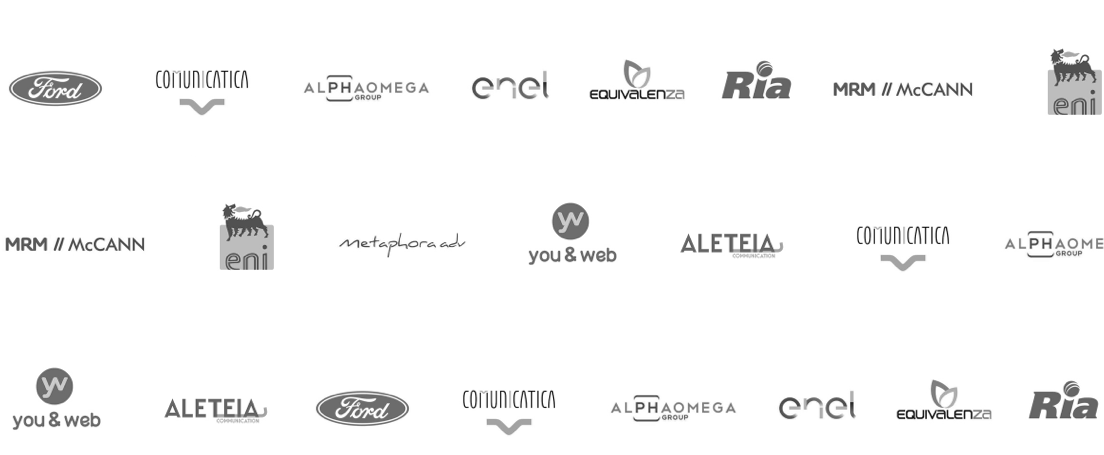 Ford
COMUNICATICA
ALPHAOMEGA
GROUP
enel
EQUIVALENZA
Ria
MRM // McCANN
eni
MRM // McCANN
eni
metaphora adv
yw
you & web
ALETEIA
COMMUNICATION
COMUNICATICA
ALPHAOME
GROUP
yw
you & web
ALETEIA
COMMUNICATION
Ford
COMUNICATICA
ALPHAOMEGA
GROUP
enel
EQUIVALENZA
Ria